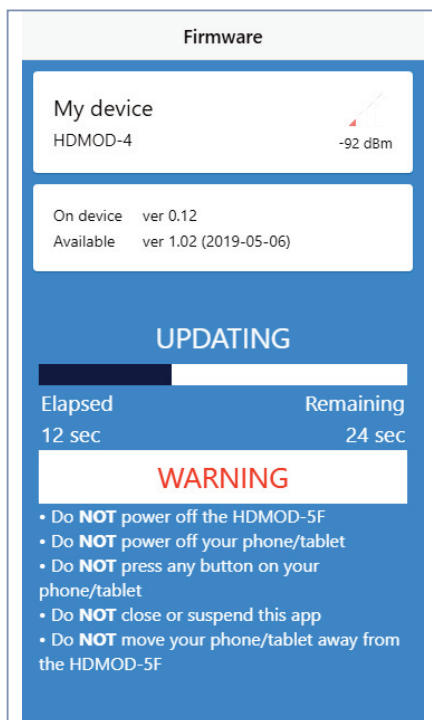 Firmware
My device
HDMOD-4
-92 dBm
On device ver 0.12
Available ver 1.02 (2019-05-06)
UPDATING
Elapsed Remaining
12 sec 24 sec
WARNING
• Do NOT power off the HDMOD-5F
• Do NOT power off your phone/tablet
• Do NOT press any button on your
phone/tablet
• Do NOT close or suspend this app
• Do NOT move your phone/tablet away from
the HDMOD-5F